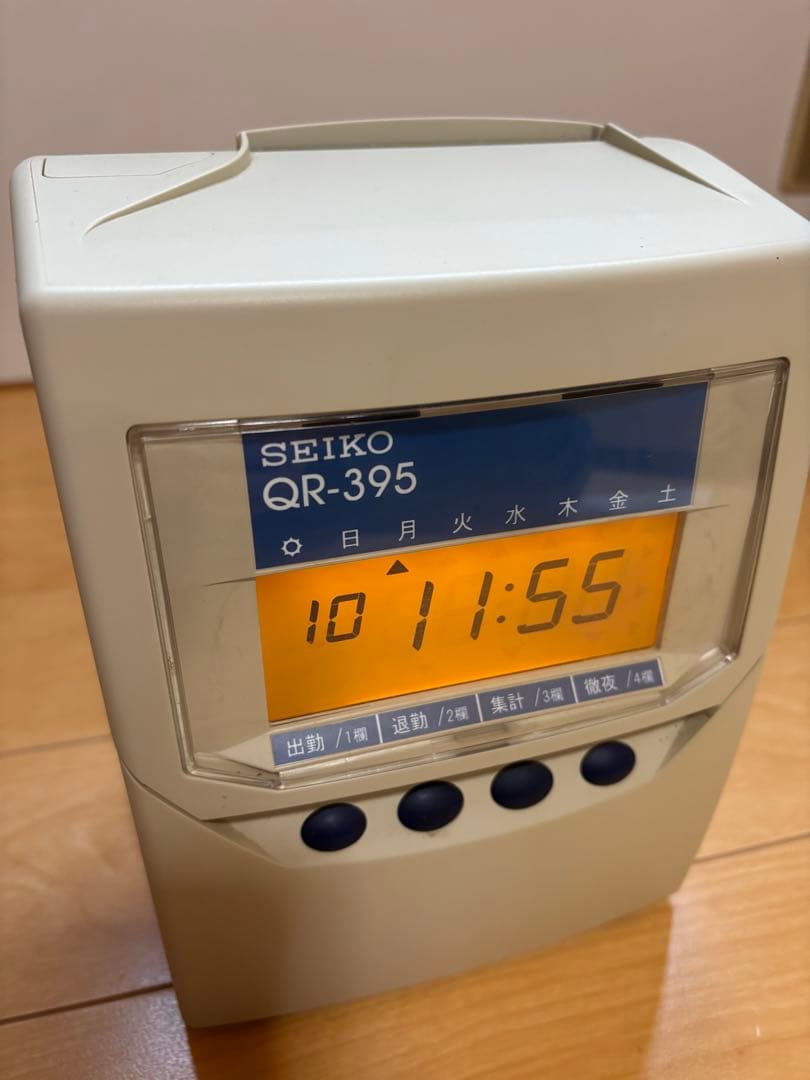 SEIKO
QR-395
日 月 火 水 木 金 土
10 11:55
出勤 /1欄 退勤 /2欄 集計 /3欄 徹夜 /4欄